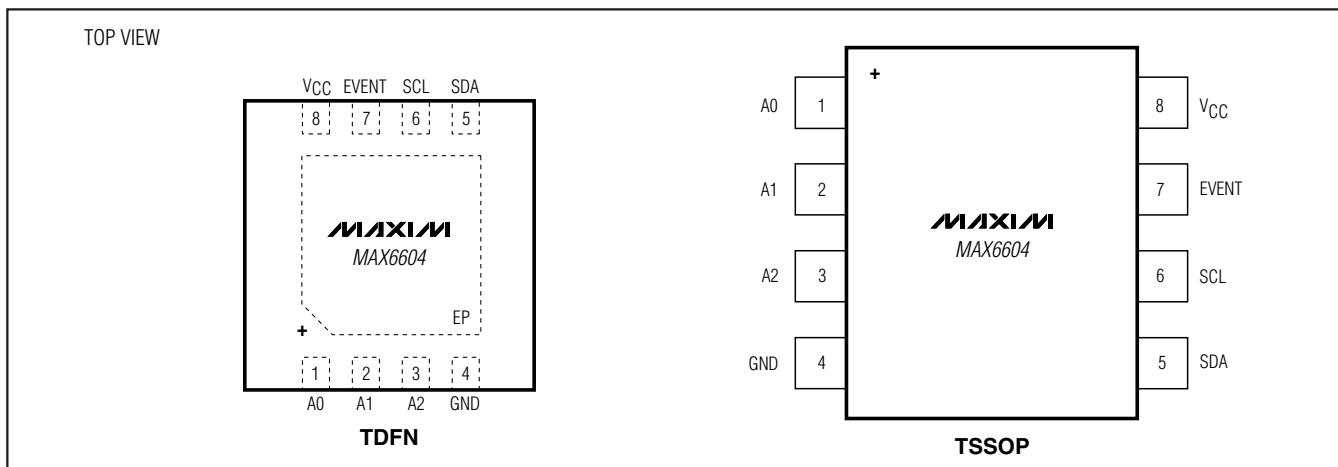 TOP VIEW
VCC EVENT SCL SDA
8 7 6 5
MAXIM
MAX6604
EP
+
1 2 3 4
A0 A1 A2 GND
TDFN
+
A0 1
A1 2
A2 3
GND 4
MAXIM
MAX6604
8 VCC
7 EVENT
6 SCL
5 SDA
TSSOP